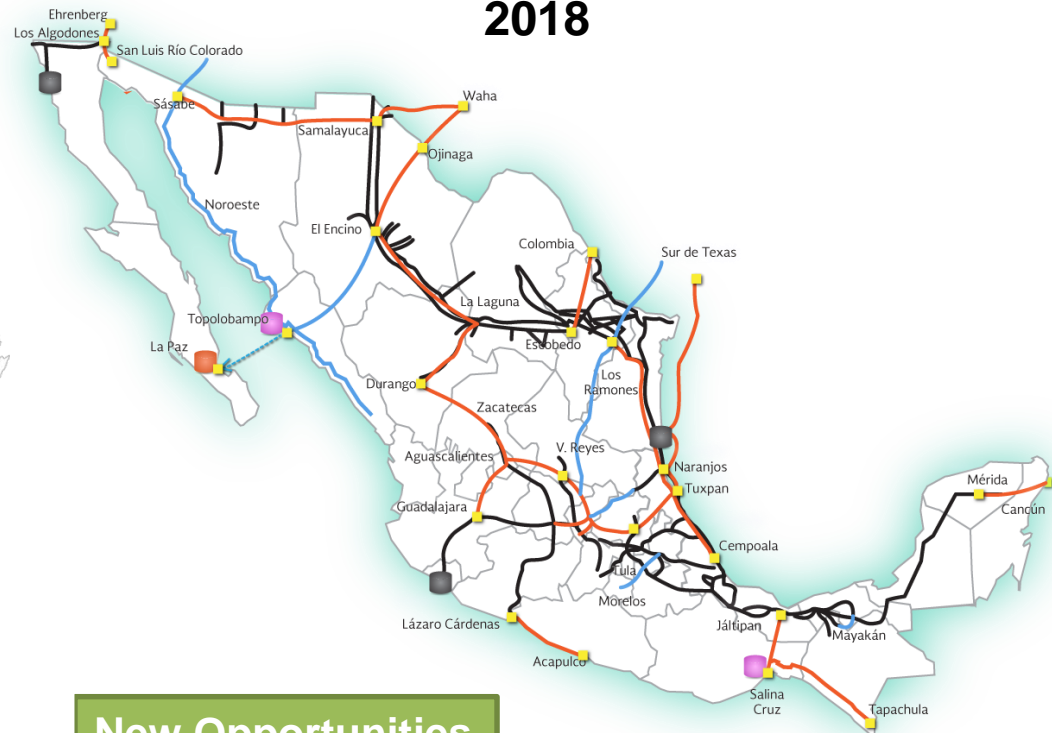 2018
Ehrenberg
Los Algodones
San Luis Río Colorado
Sásabe
Waha
Samalayuca
Ojinaga
Noroeste
El Encino
Colombia
Sur de Texas
La Laguna
Topolobampo
Escobedo
La Paz
Los
Ramones
Durango
Zacatecas
V. Reyes
Aguascalientes
Naranjos
Mérida
Tuxpan
Guadalajara
Cancún
Cempoala
Tula
Morelos
Lázaro Cárdenas
Jáltipan
Mayakán
Acapulco
Salina
Cruz
Tapachula
New Opportunities